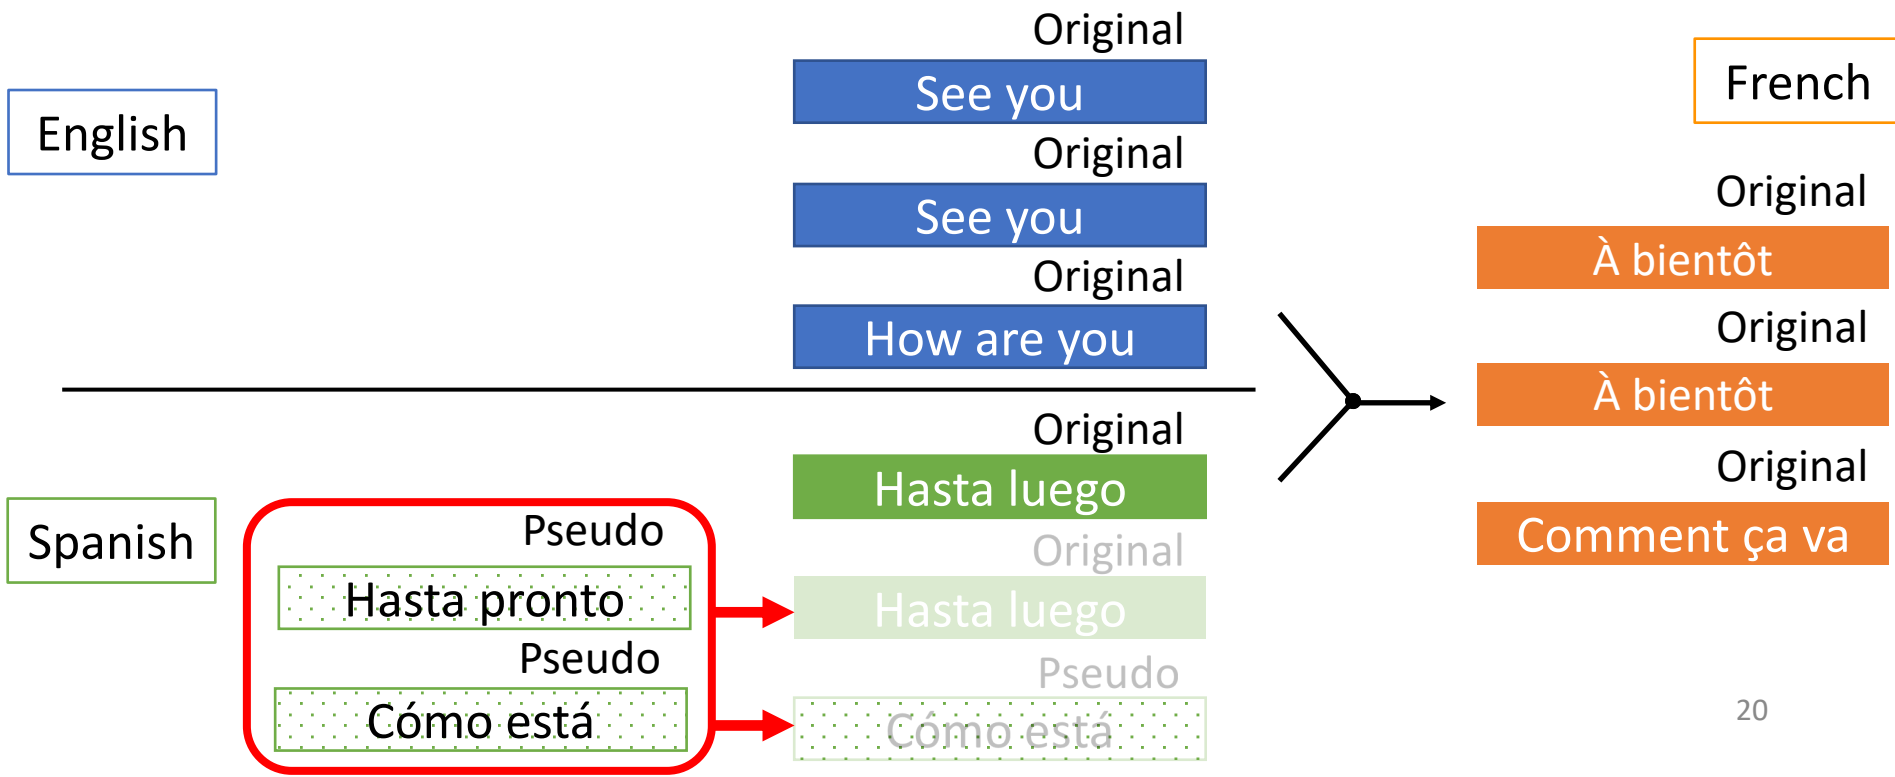 English
Original
See you
Original
See you
Original
How are you
Spanish
Pseudo
Hasta pronto
Pseudo
Cómo está
Original
Hasta luego
Original
Hasta luego
Pseudo
Cómo está
French
Original
À bientôt
Original
À bientôt
Original
Comment ça va
20